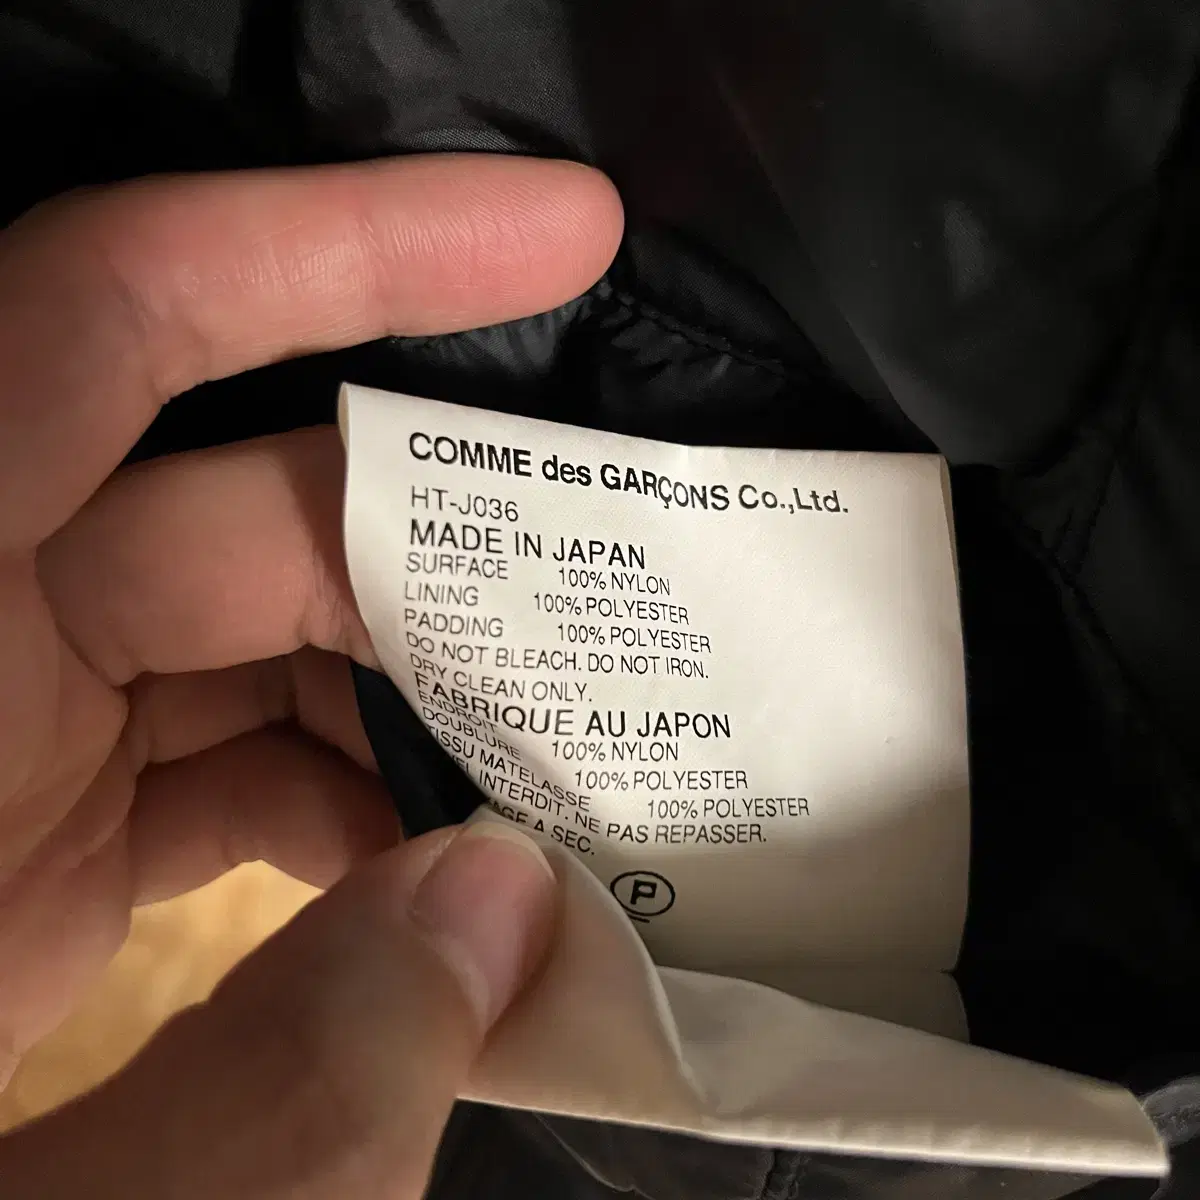 COMME des GARÇONS Co.,Ltd.
HT-J036
MADE IN JAPAN
SURFACE 100% NYLON
LINING 100% POLYESTER
PADDING 100% POLYESTER
DO NOT BLEACH. DO NOT IRON.
DRY CLEAN ONLY.
FABRIQUE AU JAPON
ENDROIT 100% NYLON
DOUBLURE 100% POLYESTER
TISSU MATELASSE 100% POLYESTER
INTERDIT. NE PAS REPASSER.
A SEC.
P